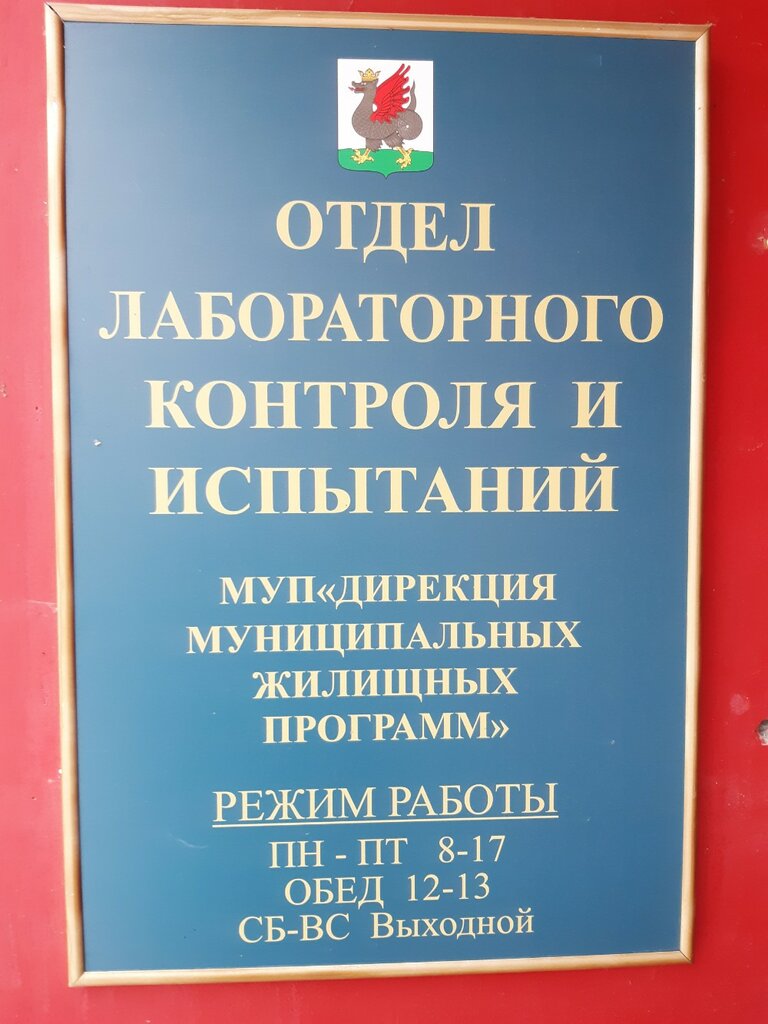 ОТДЕЛ
ЛАБОРАТОРНОГО
КОНТРОЛЯ И
ИСПЫТАНИЙ
МУП«ДИРЕКЦИЯ
МУНИЦИПАЛЬНЫХ
ЖИЛИЩНЫХ
ПРОГРАММ»
РЕЖИМ РАБОТЫ
ПН - ПТ 8-17
ОБЕД 12-13
СБ-ВС Выходной